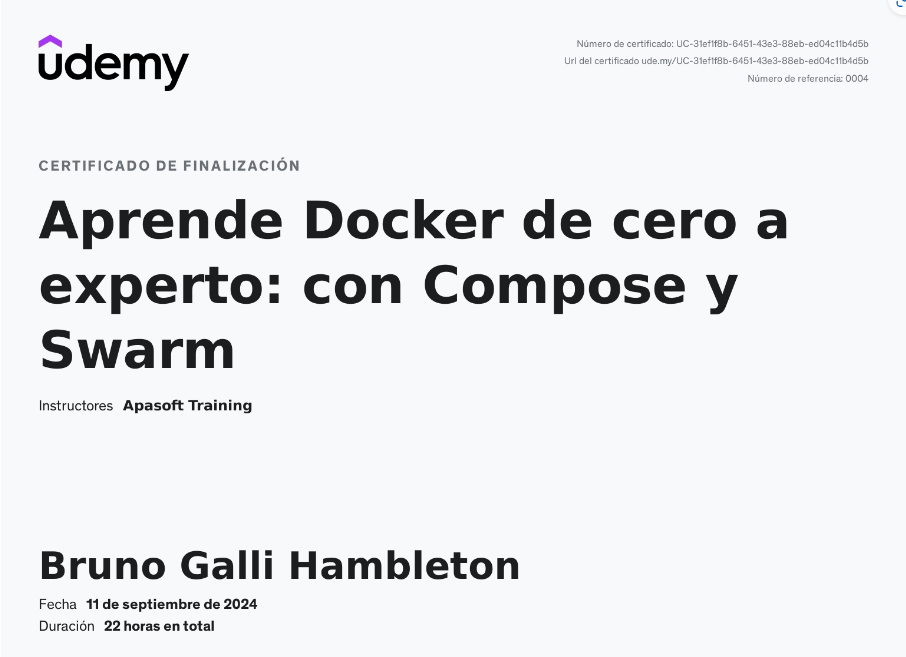 udemy
Número de certificado: UC-31ef1f8b-6451-43e3-88eb-ed04c11b4d5b
Url del certificado ude.my/UC-31ef1f8b-6451-43e3-88eb-ed04c11b4d5b
Número de referencia: 0004
CERTIFICADO DE FINALIZACIÓN
Aprende Docker de cero a
experto: con Compose y
Swarm
Instructores Apasoft Training
Bruno Galli Hambleton
Fecha 11 de septiembre de 2024
Duración 22 horas en total